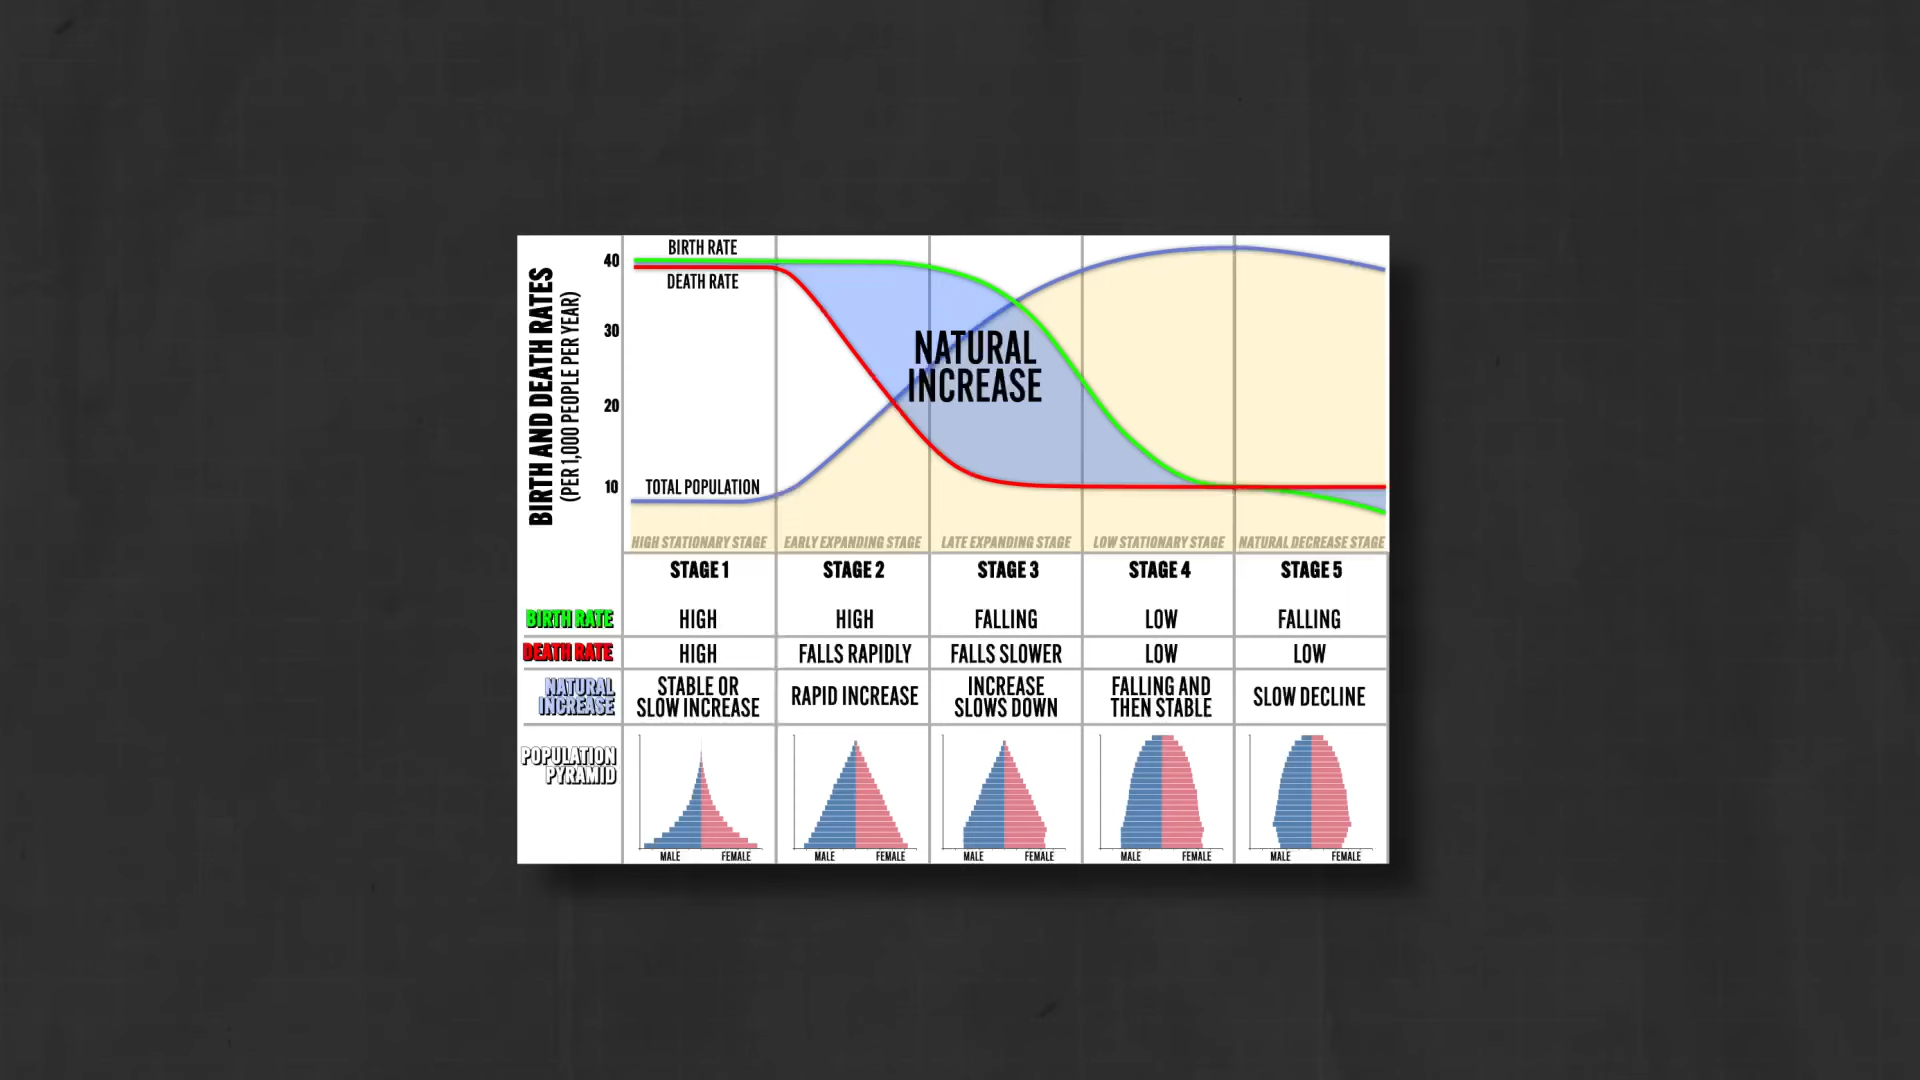 BIRTH AND DEATH RATES
(PER 1,000 PEOPLE PER YEAR)
40
30
20
10
BIRTH RATE
DEATH RATE
NATURAL
INCREASE
TOTAL POPULATION
HIGH STATIONARY STAGE
EARLY EXPANDING STAGE
LATE EXPANDING STAGE
LOW STATIONARY STAGE
NATURAL DECREASE STAGE
STAGE 1
STAGE 2
STAGE 3
STAGE 4
STAGE 5
BIRTH RATE
HIGH
HIGH
FALLING
LOW
FALLING
DEATH RATE
HIGH
FALLS RAPIDLY
FALLS SLOWER
LOW
LOW
NATURAL
INCREASE
STABLE OR
SLOW INCREASE
RAPID INCREASE
INCREASE
SLOWS DOWN
FALLING AND
THEN STABLE
SLOW DECLINE
POPULATION
PYRAMID
MALE
FEMALE
MALE
FEMALE
MALE
FEMALE
MALE
FEMALE
MALE
FEMALE